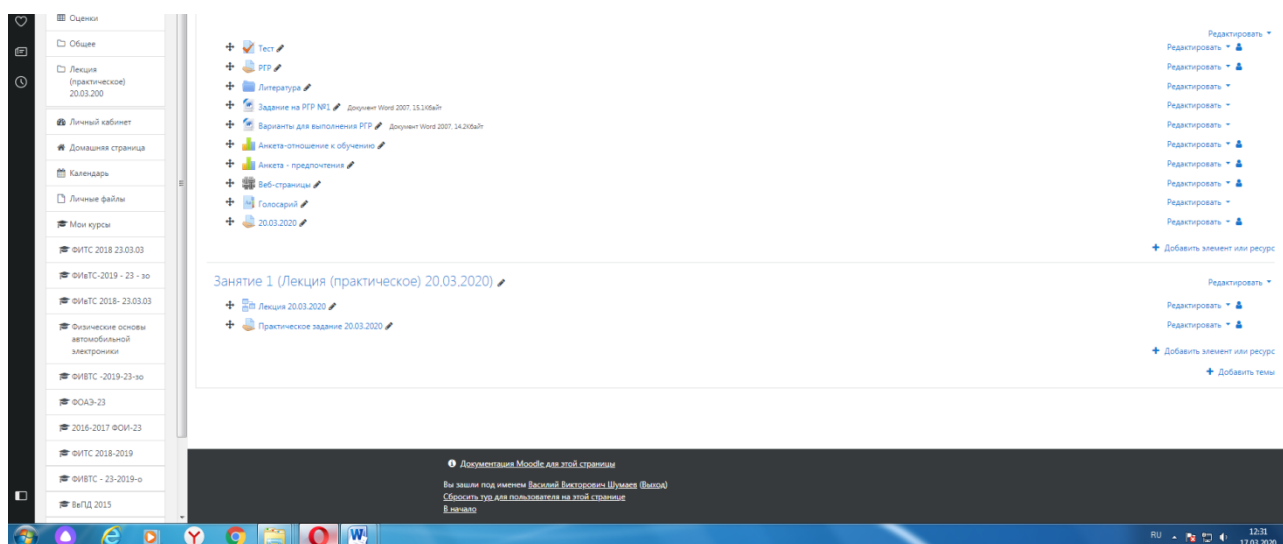 Оценки
Общее
Лекция
(практическое)
20.03.200
Личный кабинет
Домашняя страница
Календарь
Личные файлы
Мои курсы
ФИТС 2018 23.03.03
ФИвТС-2019 - 23 - зо
ФИвТС 2018- 23.03.03
Физические основы
автомобильной
электроники
ФИВТС -2019-23-зо
ФОАЭ-23
2016-2017 ФОИ-23
ФИТС 2018-2019
ФИВТС - 23-2019-о
ВвПД 2015
Редактировать
Тест Редактировать
РГР Редактировать
Литература Редактировать
Задание на РГР №1 Документ Word 2007, 15.1Кбайт Редактировать
Варианты для выполнения РГР Документ Word 2007, 14.2Кбайт Редактировать
Анкета-отношение к обучению Редактировать
Анкета - предпочтения Редактировать
Веб-страницы Редактировать
Голосарий Редактировать
20.03.2020 Редактировать
Добавить элемент или ресурс
Занятие 1 (Лекция (практическое) 20.03.2020) Редактировать
Лекция 20.03.2020 Редактировать
Практическое задание 20.03.2020 Редактировать
Добавить элемент или ресурс
Добавить темы
Документация Moodle для этой страницы
Вы зашли под именем Василий Викторович Шумаев (Выход)
Сбросить тур для пользователя на этой странице
В начало
RU 12:31
17.03.2020